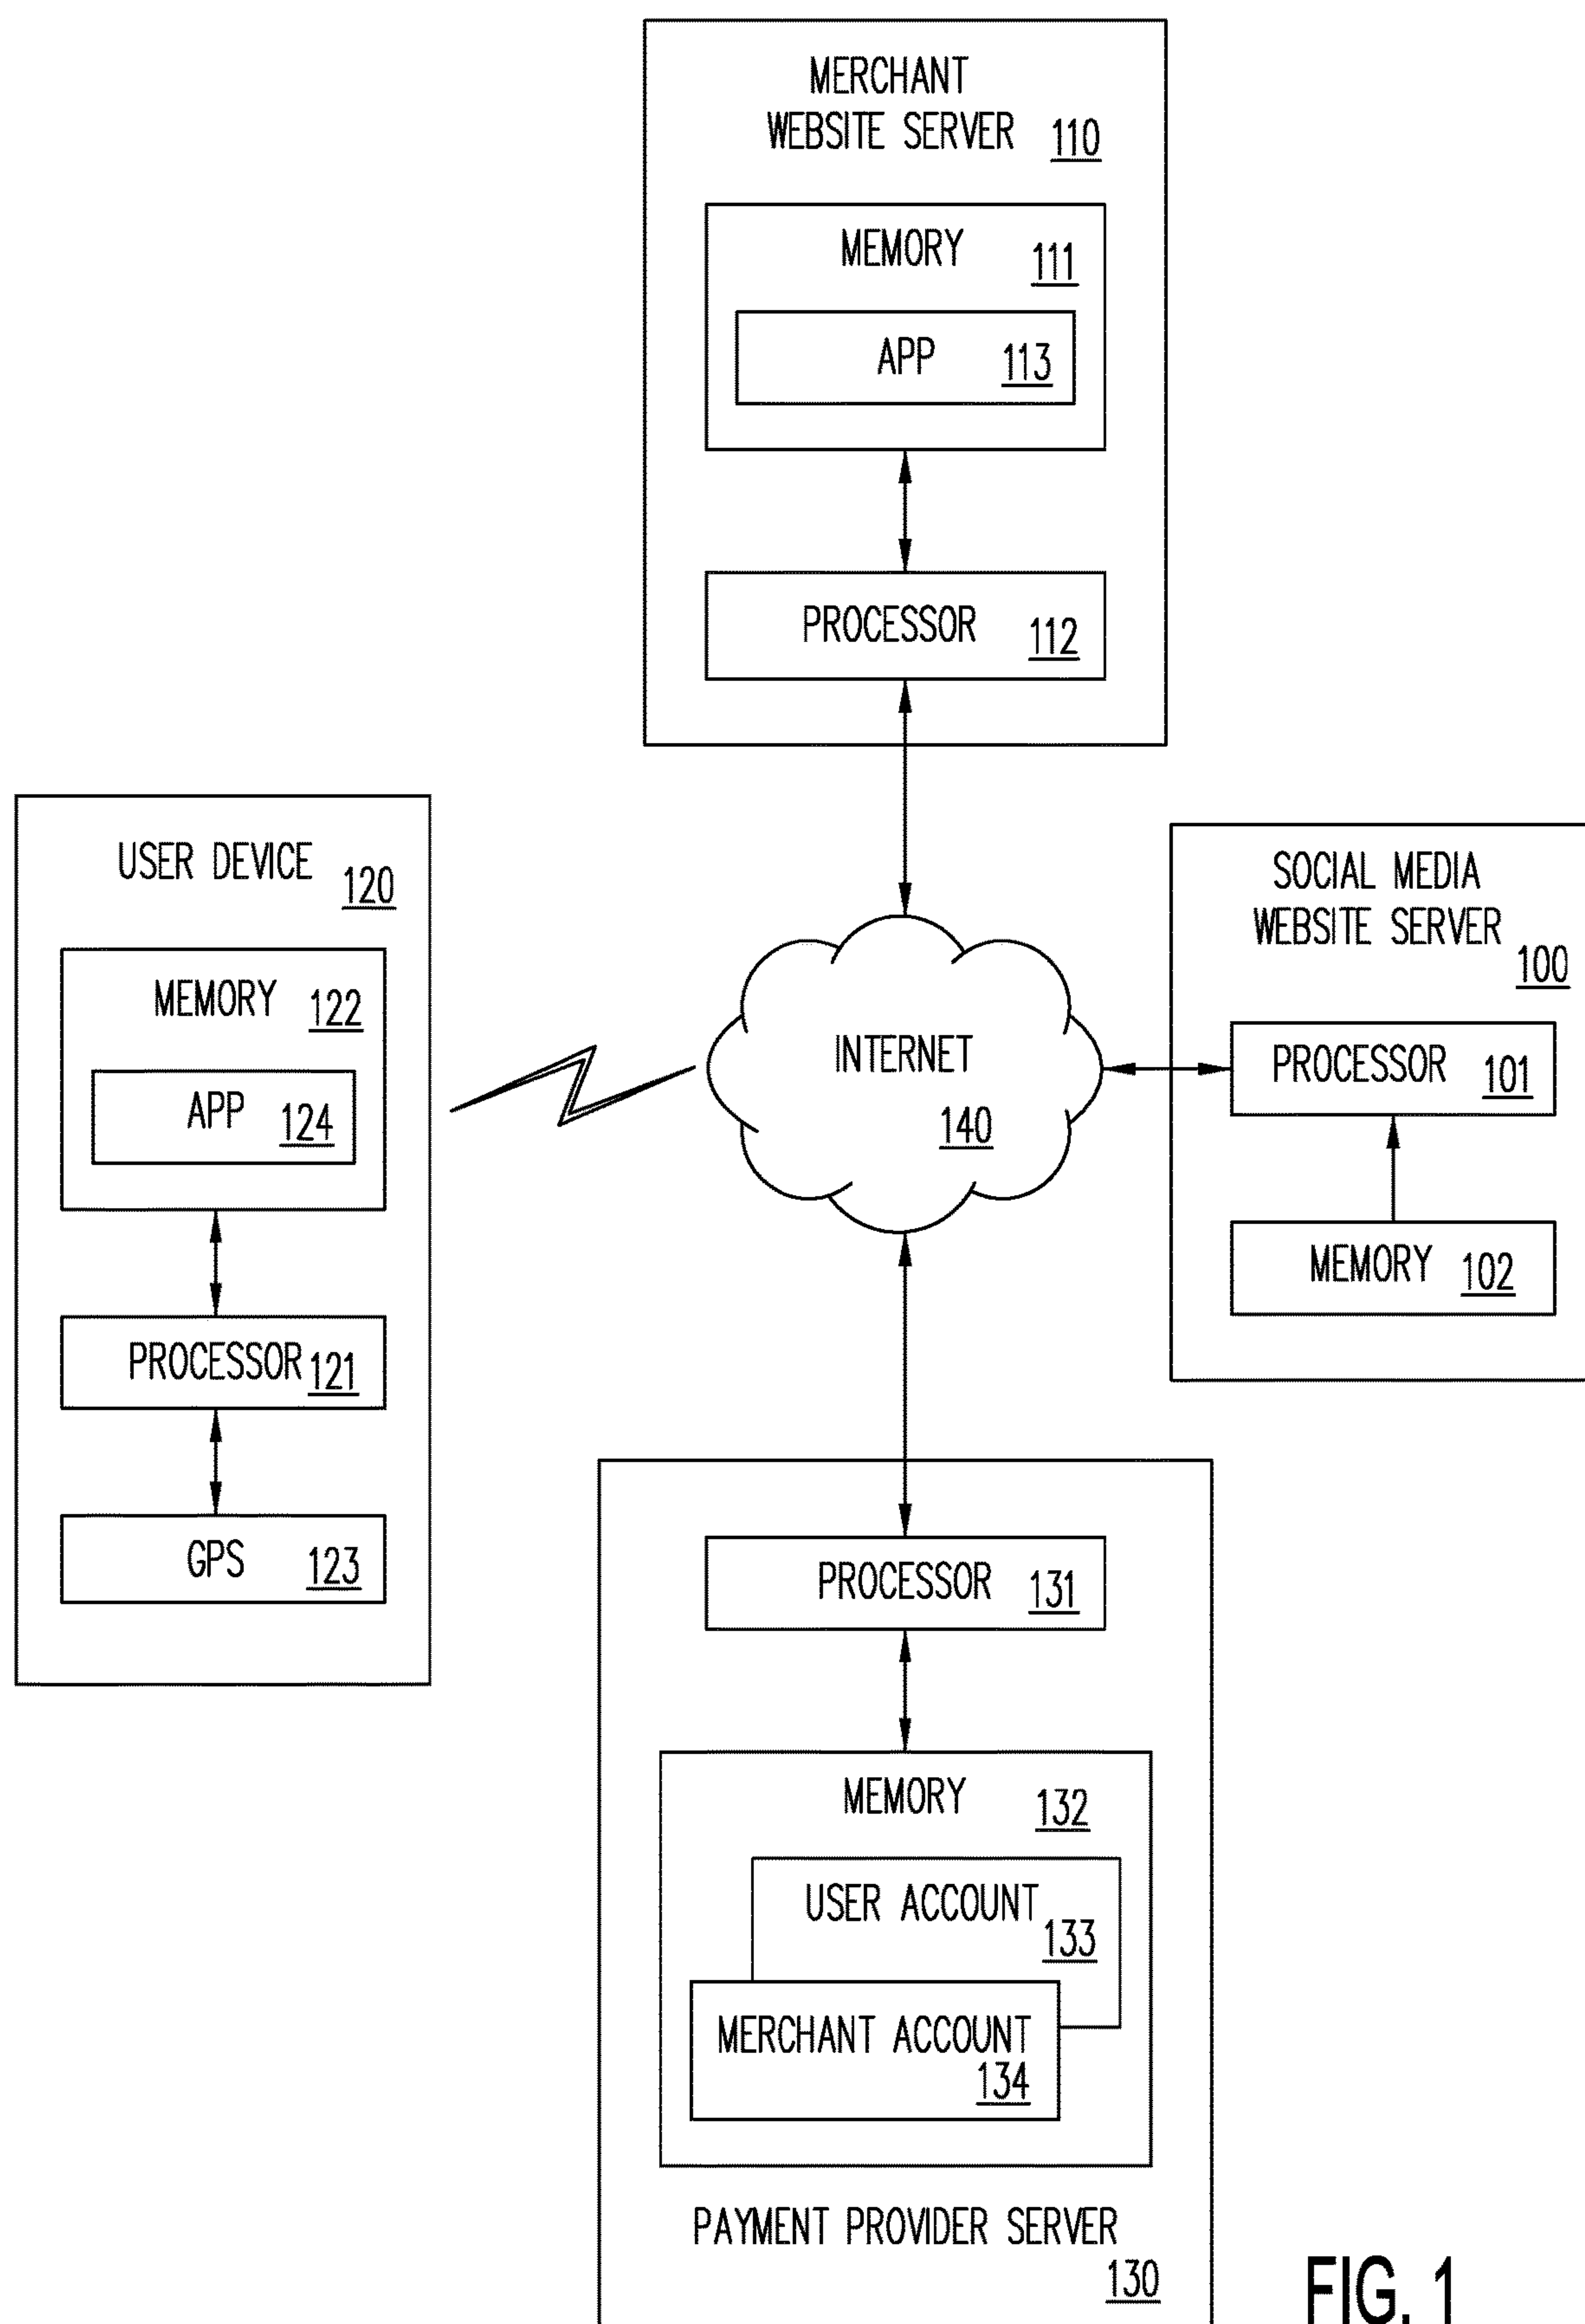 MERCHANT
WEBSITE SERVER 110
MEMORY 111
APP 113
PROCESSOR 112
USER DEVICE 120
MEMORY 122
APP 124
PROCESSOR 121
GPS 123
INTERNET
140
SOCIAL MEDIA
WEBSITE SERVER
100
PROCESSOR 101
MEMORY 102
PROCESSOR 131
MEMORY 132
USER ACCOUNT
133
MERCHANT ACCOUNT
134
PAYMENT PROVIDER SERVER
130
FIG. 1